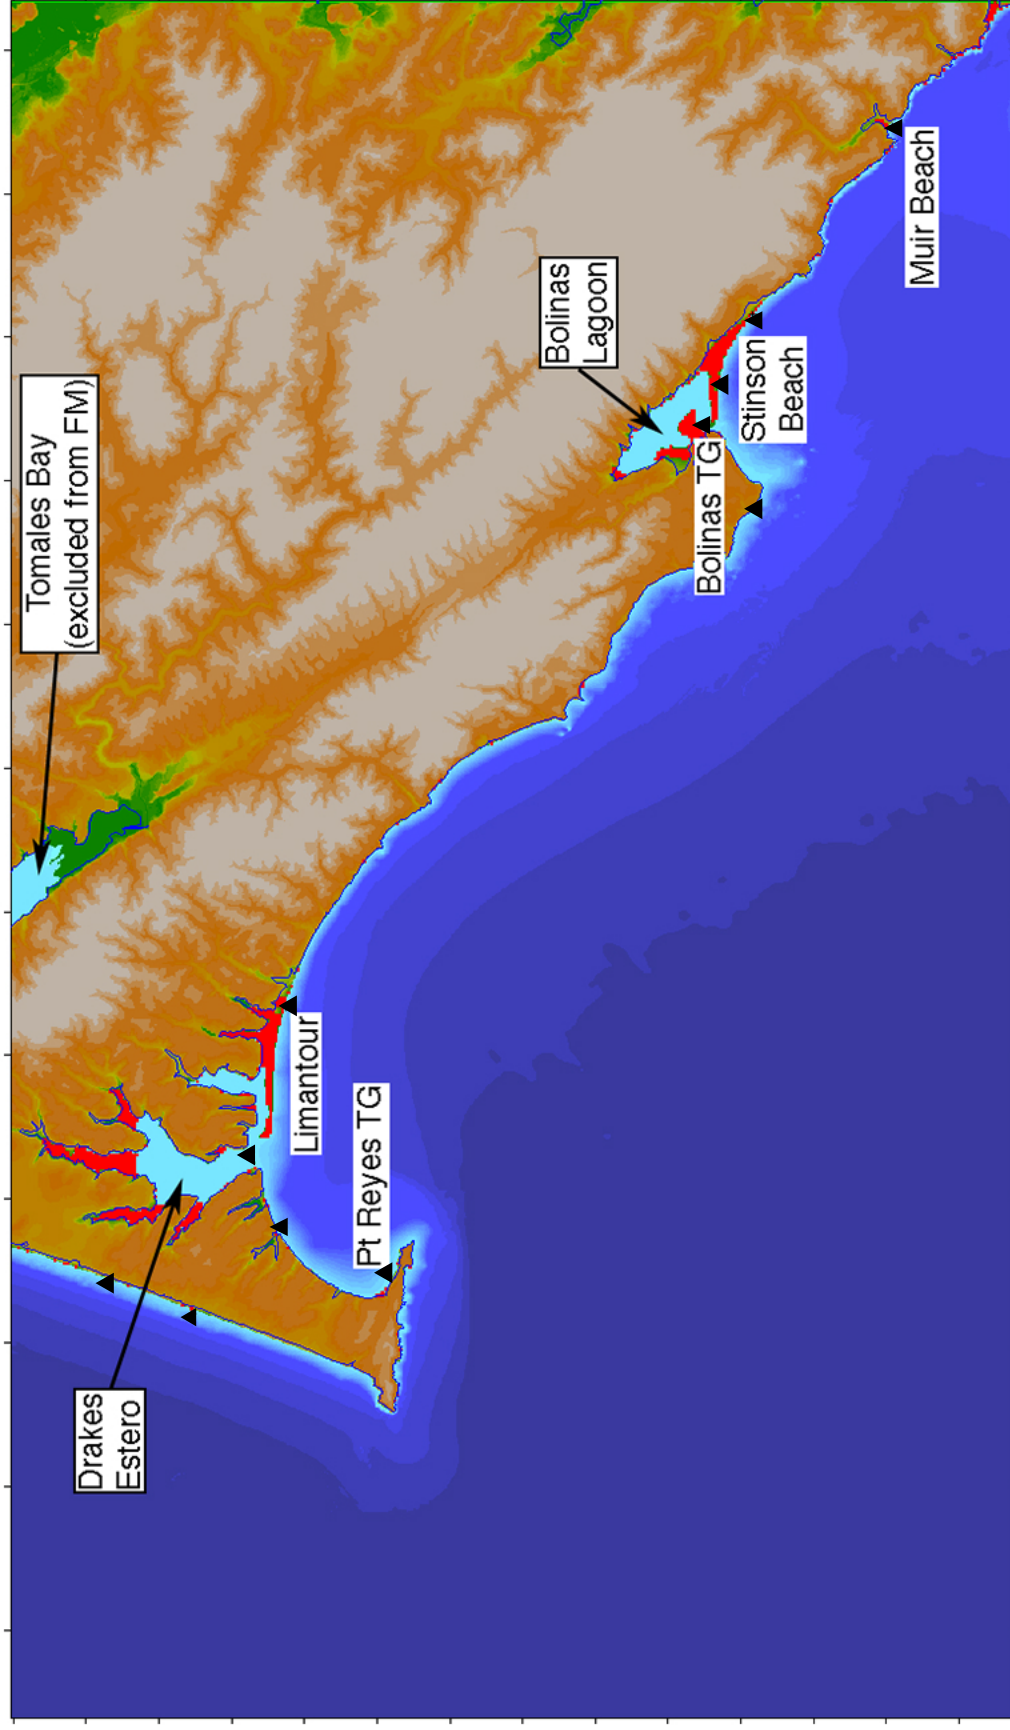 Tomales Bay
(excluded from FM)
Drakes
Estero
Limantour
Pt Reyes TG
Bolinas
Lagoon
Bolinas TG
Stinson
Beach
Muir Beach